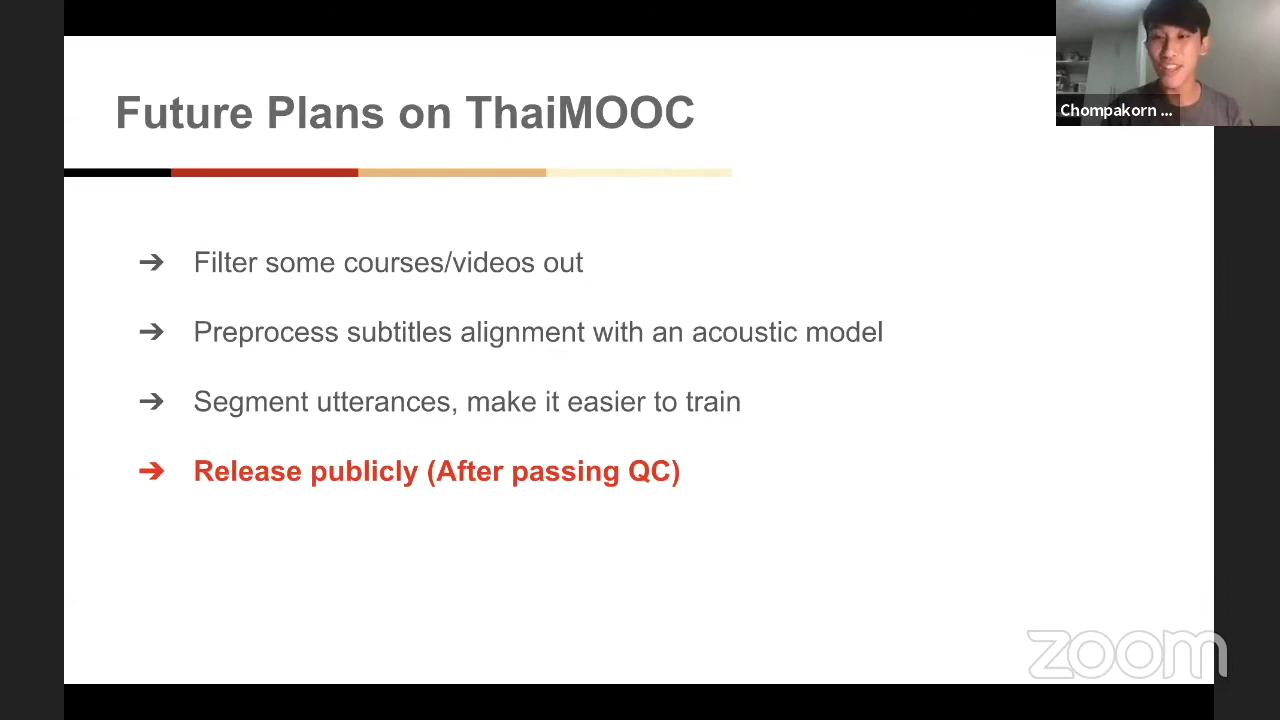 Future Plans on ThaiMOOC
Chompakorn ...
➔ Filter some courses/videos out
➔ Preprocess subtitles alignment with an acoustic model
➔ Segment utterances, make it easier to train
➔ Release publicly (After passing QC)
zoom